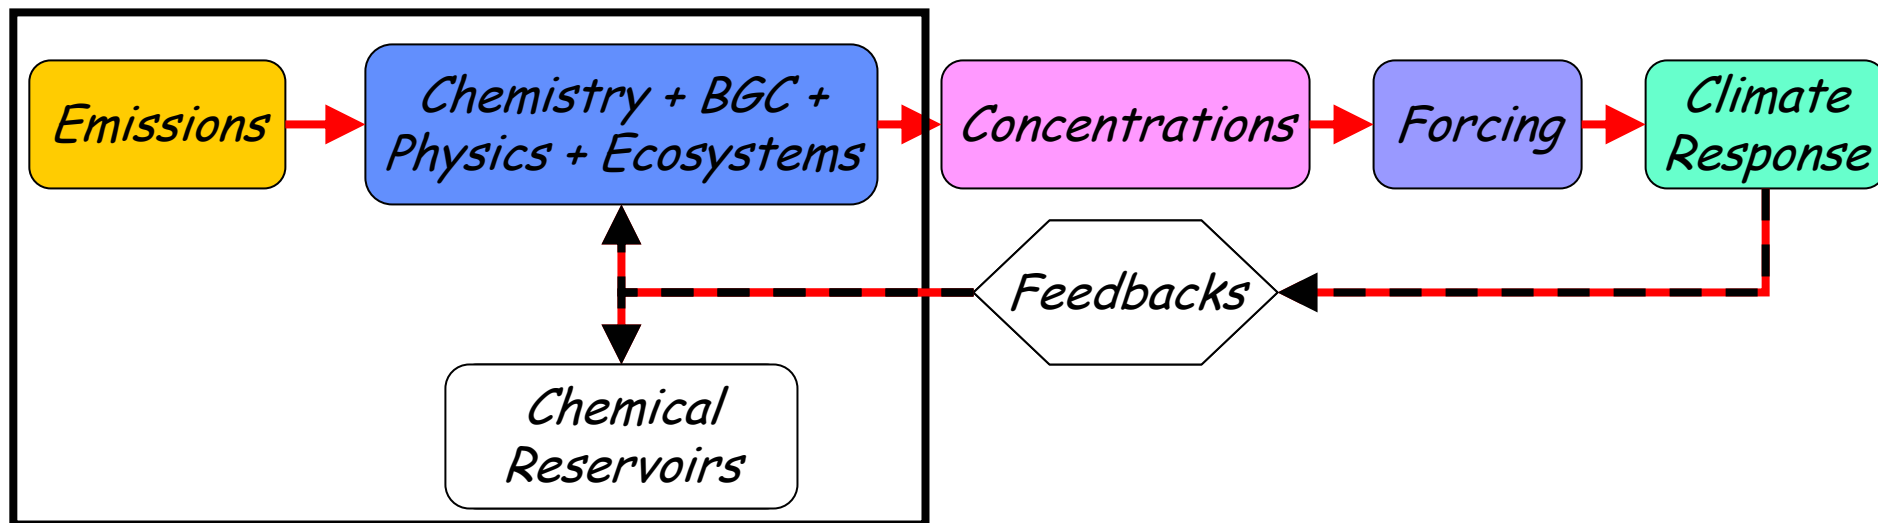 Emissions
Chemistry + BGC +
Physics + Ecosystems
Concentrations
Forcing
Climate
Response
Feedbacks
Chemical
Reservoirs